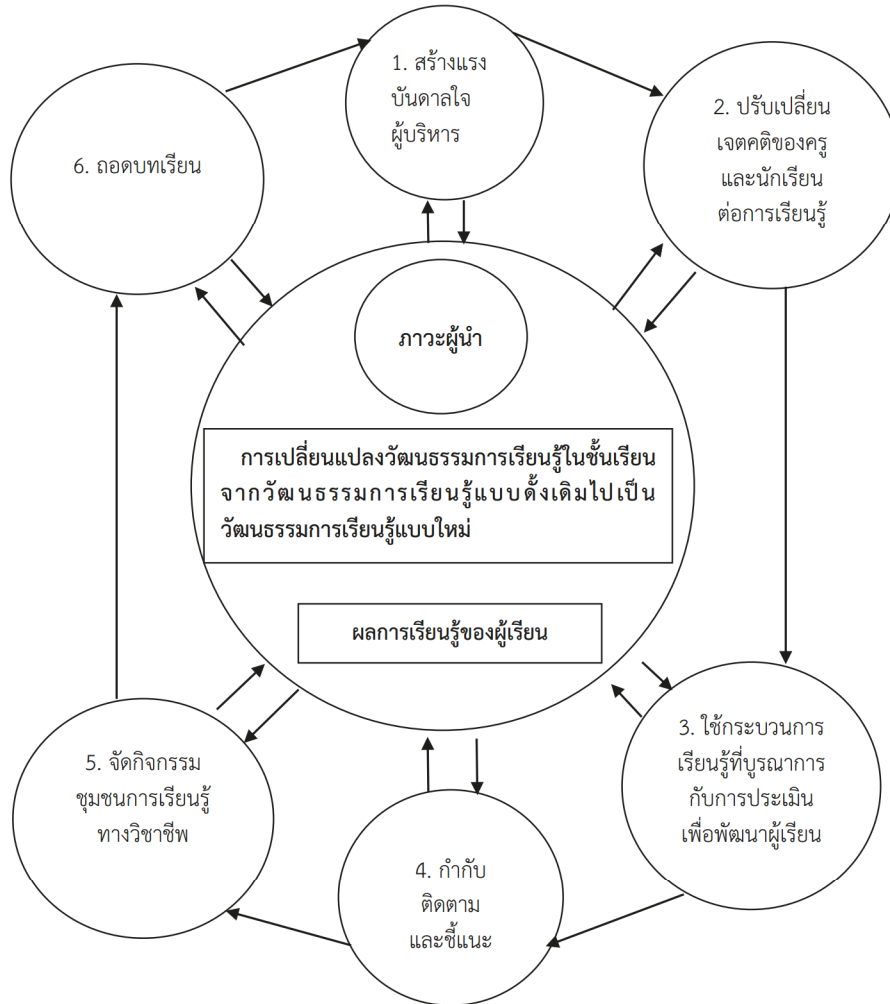 1. สร้างแรง
บันดาลใจ
ผู้บริหาร
2. ปรับเปลี่ยน
เจตคติของครู
และนักเรียน
ต่อการเรียนรู้
6. ถอดบทเรียน
ภาวะผู้นำ
การเปลี่ยนแปลงวัฒนธรรมการเรียนรู้ในชั้นเรียน
จากวัฒนธรรมการเรียนรู้แบบดั้งเดิมไปเป็น
วัฒนธรรมการเรียนรู้แบบใหม่
ผลการเรียนรู้ของผู้เรียน
3. ใช้กระบวนการ
เรียนรู้ที่บูรณาการ
กับการประเมิน
เพื่อพัฒนาผู้เรียน
5. จัดกิจกรรม
ชุมชนการเรียนรู้
ทางวิชาชีพ
4. กำกับ
ติดตาม
และชี้แนะ